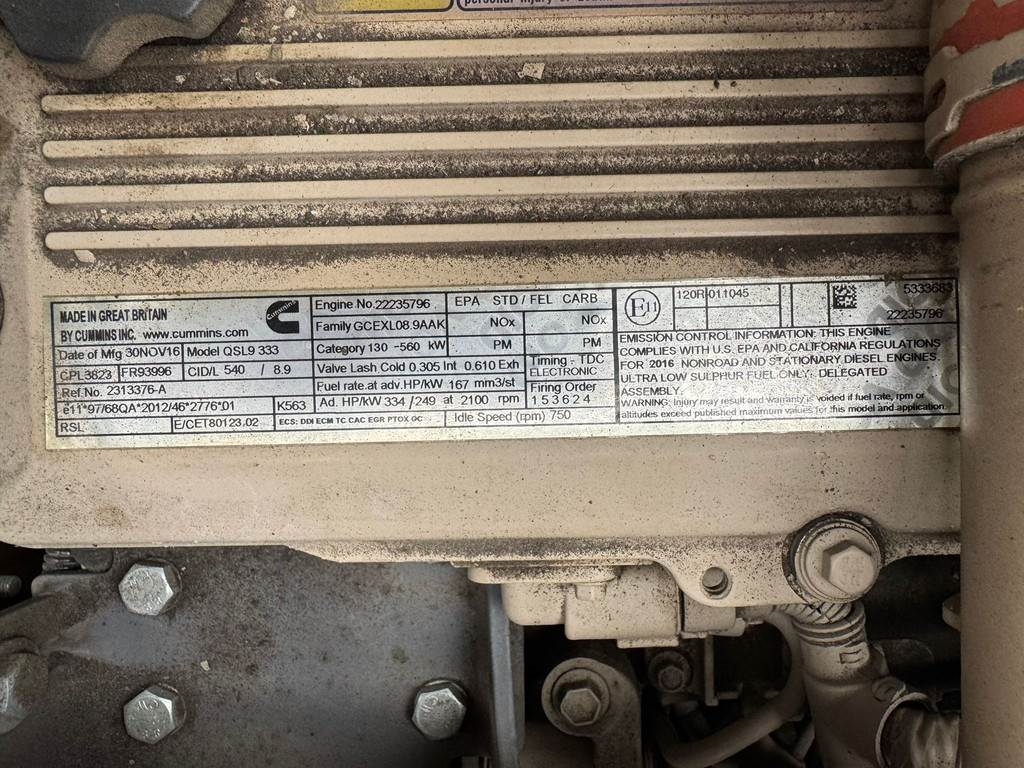 personal injury or
MADE IN GREAT BRITAIN
BY CUMMINS INC. www.cummins.com
Cummins
Date of Mfg 30NOV16 Model QSL9 333
CPL 3823 FR93996 CID/L 540 / 8.9
Ref No. 2313376-A
e11*97/68QA*2012/46*2776*01 K563
RSL E/CET80123.02
Engine No.22235796 EPA STD / FEL CARB
Family GCEXL08.9AAK NOx NOx
Category 130 -560 kW PM PM
Valve Lash Cold 0.305 Int 0.610 Exh Timing - TDC
ELECTRONIC
Fuel rate.at adv.HP/kW 167 mm3/st Firing Order
Ad. HP/kW 334 /249 at 2100 rpm 1 5 3 6 2 4
ECS: DDI ECM TC CAC EGR PTOX OC Idle Speed (rpm) 750
E11 120R 011045 5333683
22235796
EMISSION CONTROL INFORMATION: THIS ENGINE
COMPLIES WITH U.S. EPA AND CALIFORNIA REGULATIONS
FOR 2016 NONROAD AND STATIONARY DIESEL ENGINES.
ULTRA LOW SULPHUR FUEL ONLY. DELEGATED
ASSEMBLY.
WARNING: Injury may result and warranty is voided if fuel rate, rpm or
altitudes exceed published maximum values for this model and application.